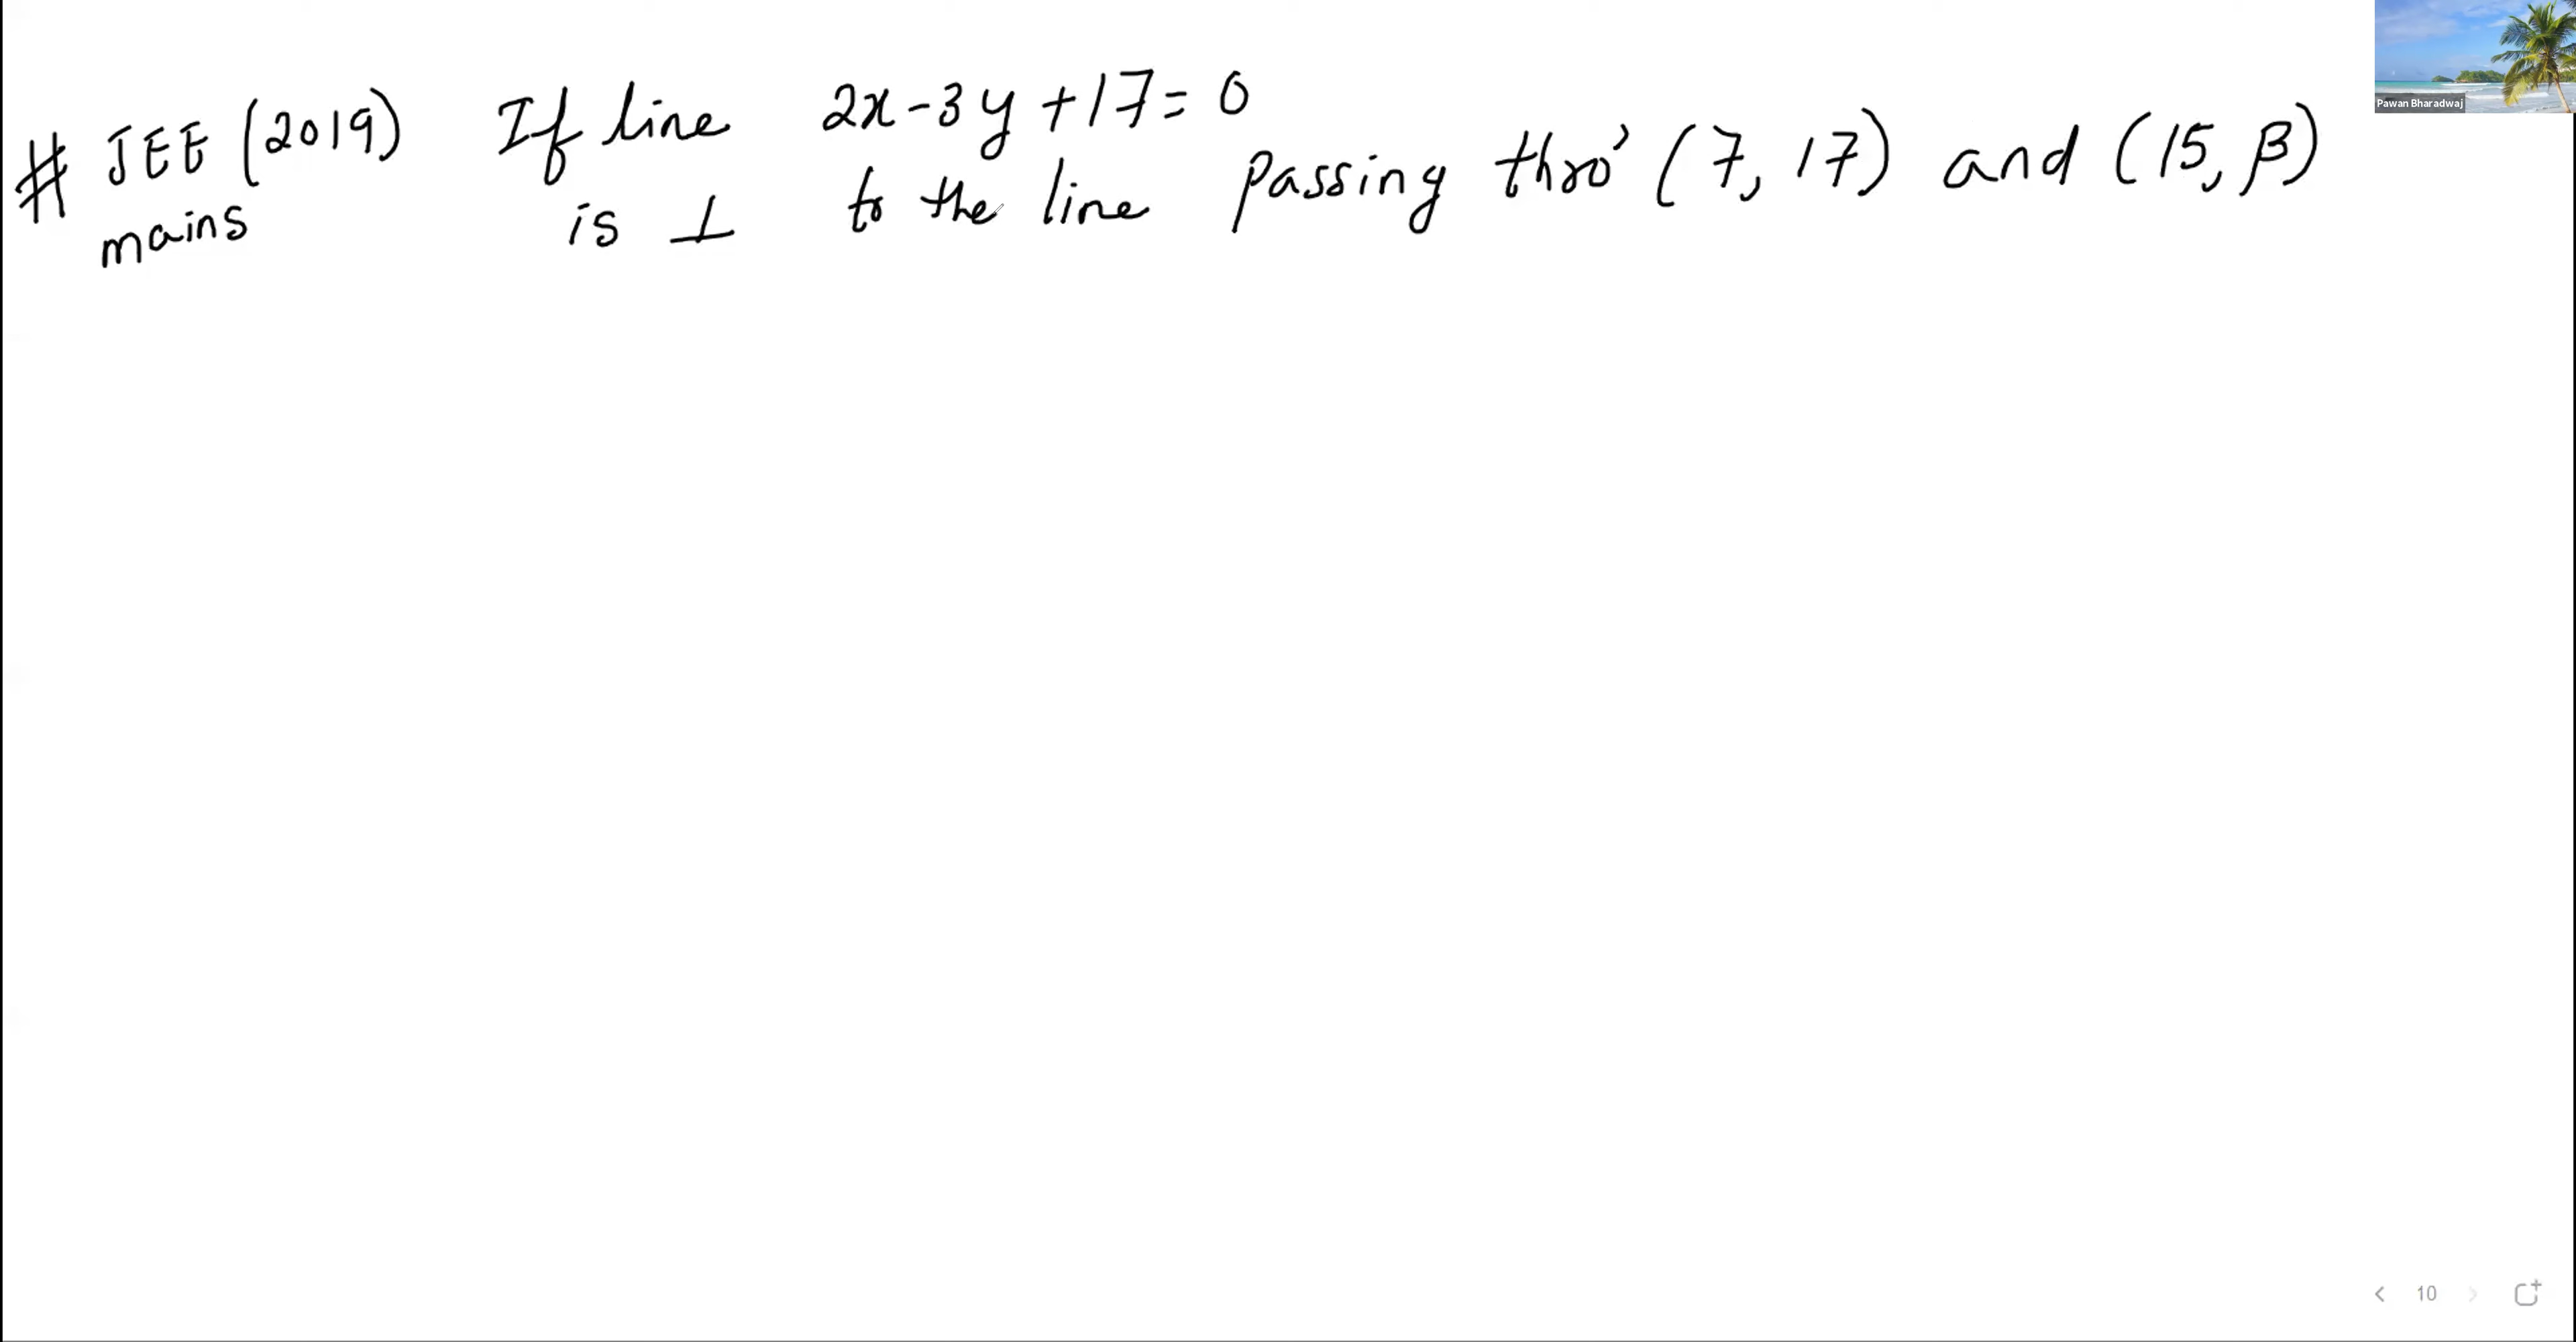 Pawan Bharadwaj
# JEE (2019) If line 2x-3y+17=0
mains is ⊥ to the line passing thro' (7, 17) and (15, β)
10